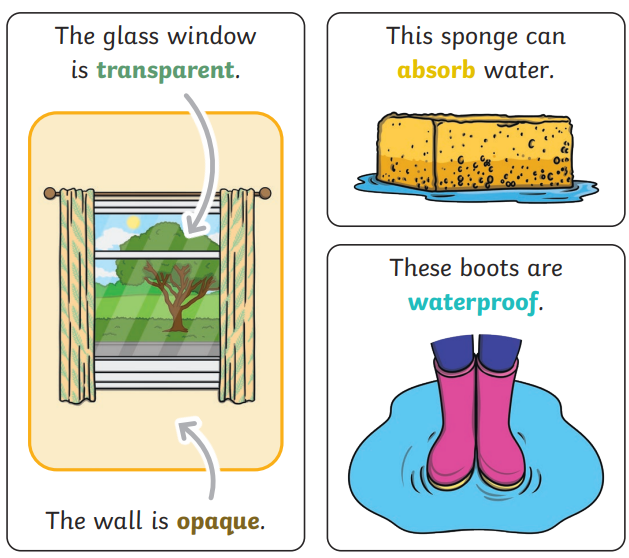 The glass window
is transparent.
The wall is opaque.
This sponge can
absorb water.
These boots are
waterproof.